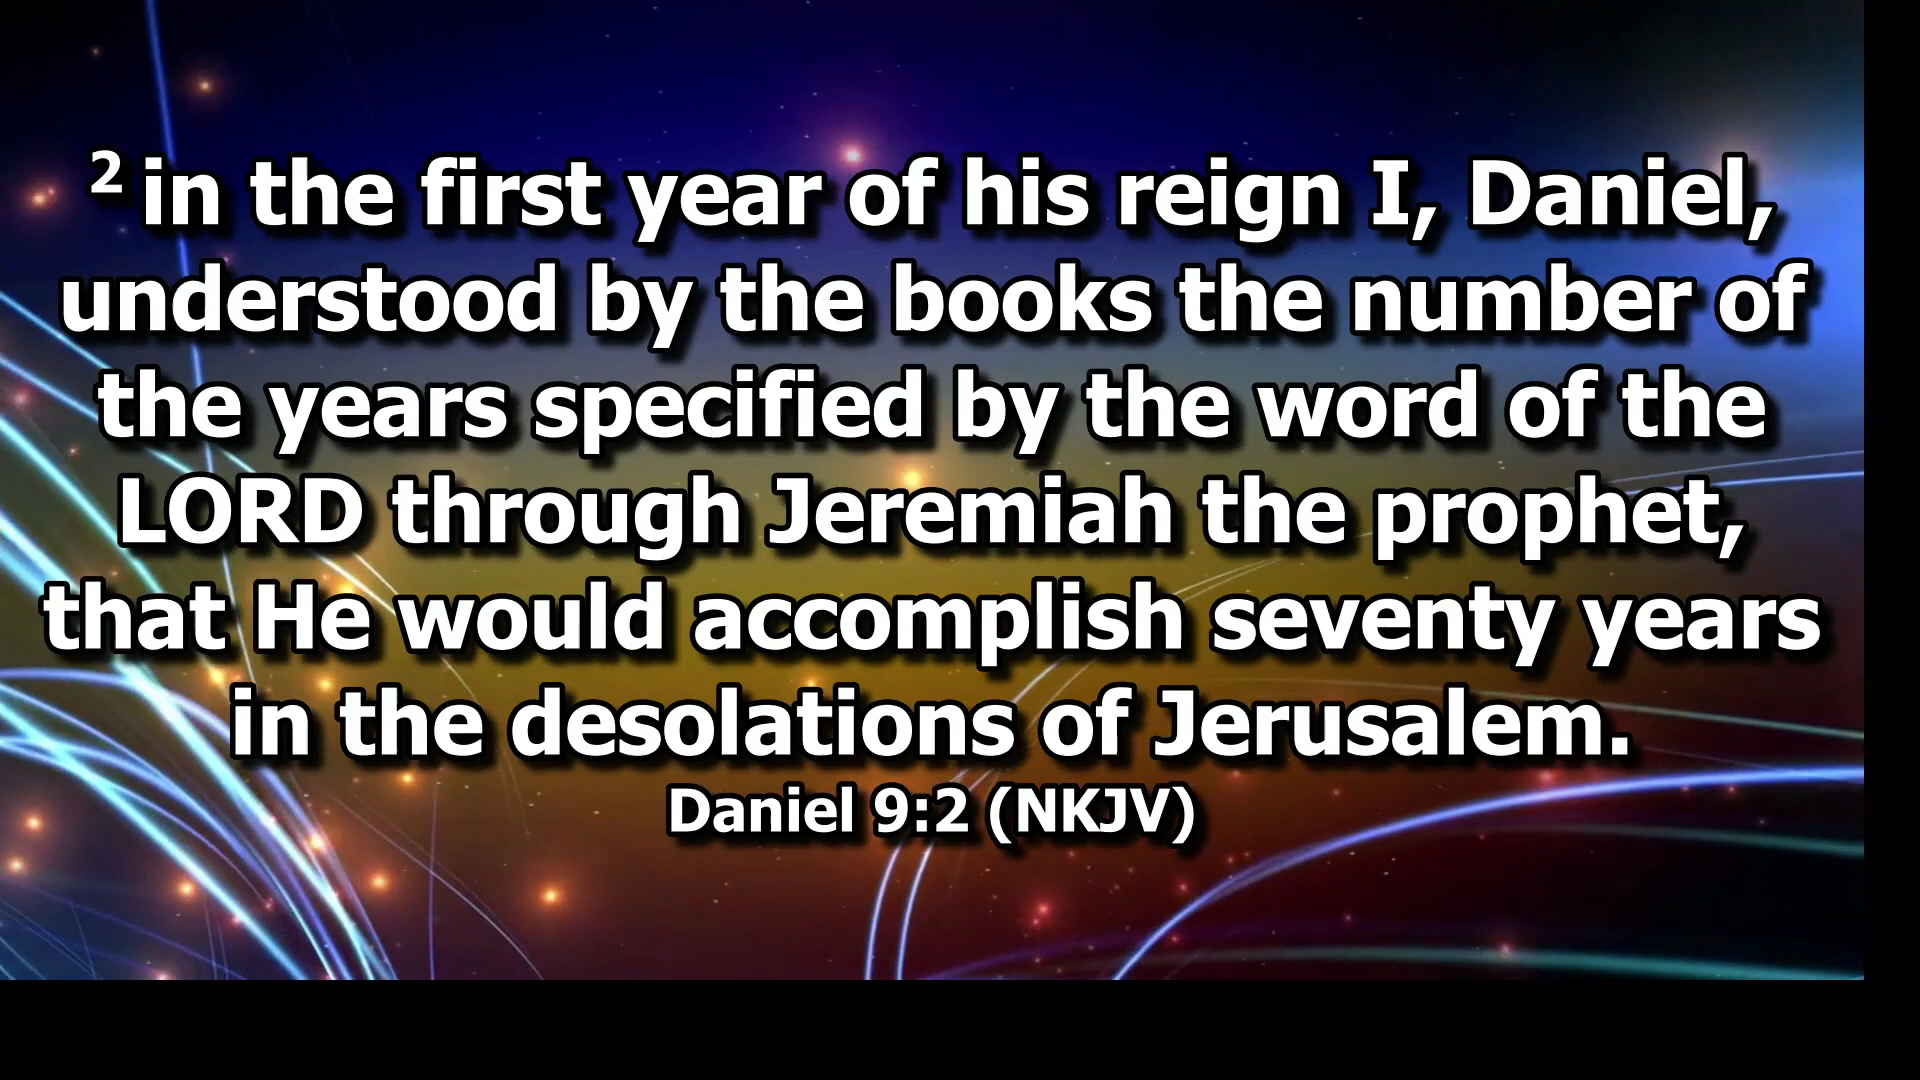 2 in the first year of his reign I, Daniel,
understood by the books the number of
the years specified by the word of the
LORD through Jeremiah the prophet,
that He would accomplish seventy years
in the desolations of Jerusalem.
Daniel 9:2 (NKJV)